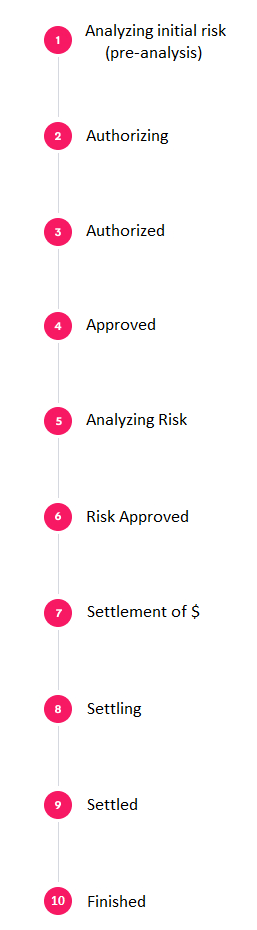 1 Analyzing initial risk
(pre-analysis)
2 Authorizing
3 Authorized
4 Approved
5 Analyzing Risk
6 Risk Approved
7 Settlement of $
8 Settling
9 Settled
10 Finished